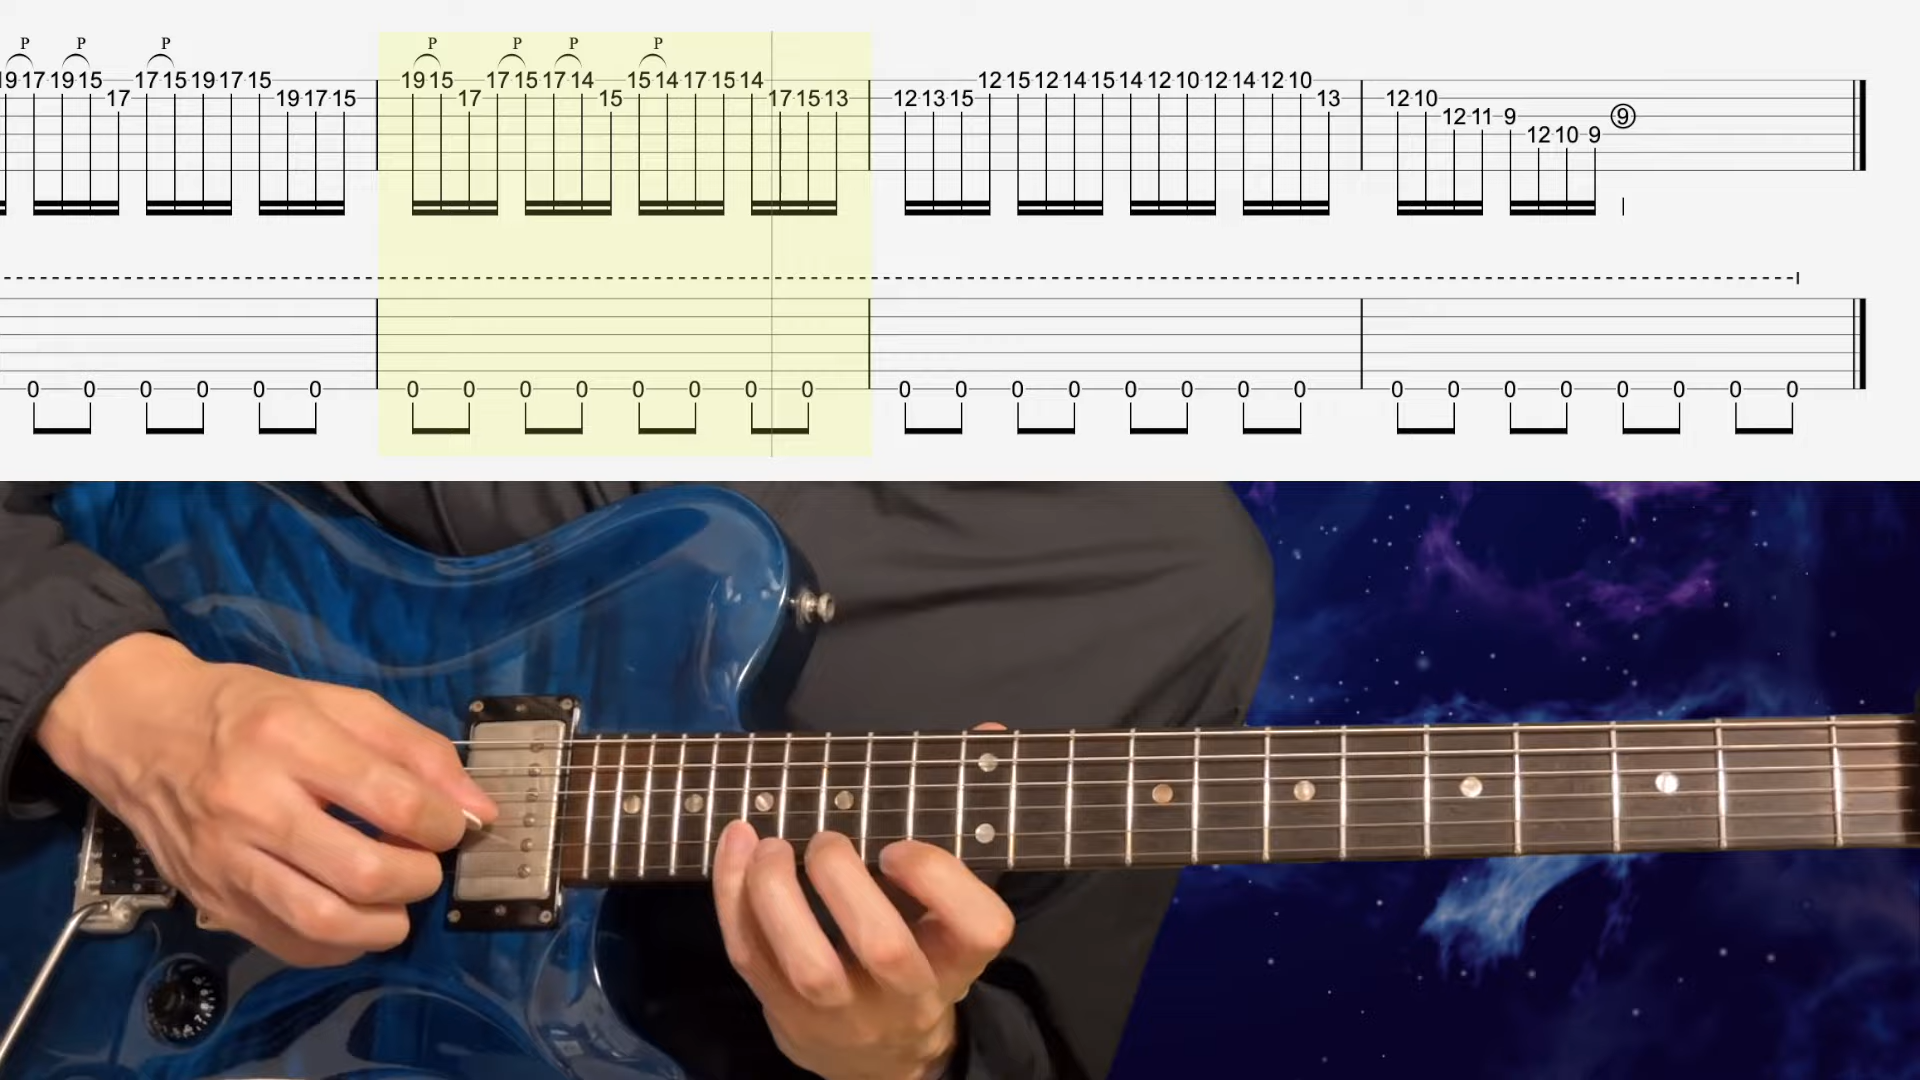 P P P P P P P
19 17 19 15 17 15 19 17 15 19 15 17 15 17 14 15 14 17 15 14 12 15 12 14 15 14 12 10 12 14 12 10
17 19 17 15 17 15 17 15 13 12 13 15 13 12 10
12 11 9 9
12 10 9
0 0 0 0 0 0 0 0 0 0 0 0 0 0 0 0 0 0 0 0 0 0 0 0 0 0 0 0 0 0